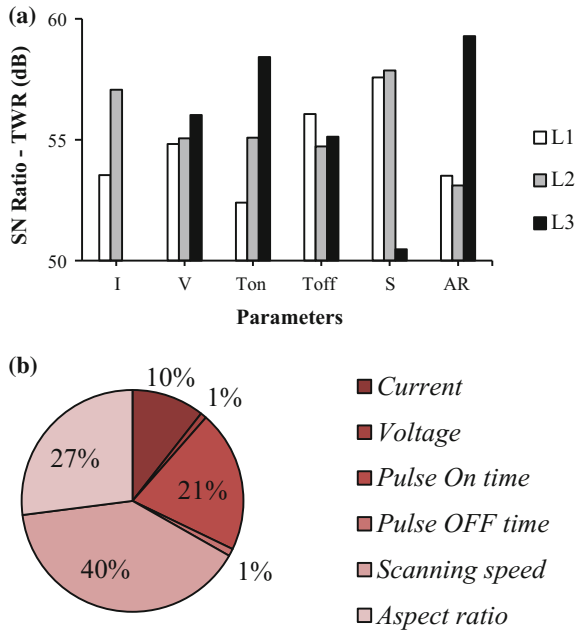 (a)
SN Ratio - TWR (dB)
60
55
50
I V Ton Toff S AR
Parameters
L1
L2
L3
(b)
10%
1%
21%
1%
40%
27%
Current
Voltage
Pulse On time
Pulse OFF time
Scanning speed
Aspect ratio